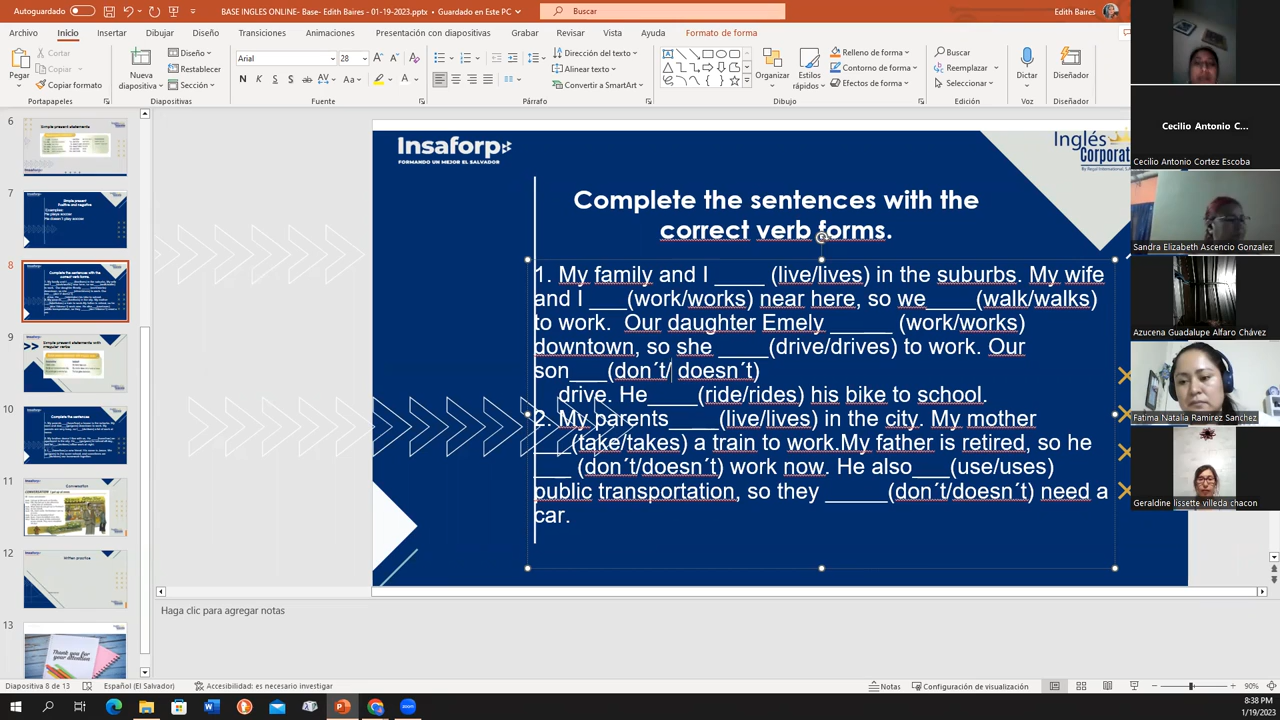 Autoguardado
BASE INGLES ONLINE- Base- Edith Baires - 01-19-2023.pptx • Guardado en Este PC
Buscar
Edith Baires
Archivo Inicio Insertar Dibujar Diseño Transiciones Animaciones Presentación con diapositivas Grabar Revisar Vista Ayuda Formato de forma
Pegar
Cortar
Copiar
Copiar formato
Portapapeles
Nueva
diapositiva
Diseño
Restablecer
Sección
Diapositivas
Arial 28
Fuente
Dirección del texto
Alinear texto
Convertir a SmartArt
Párrafo
Organizar
Estilos
rápidos
Relleno de forma
Contorno de forma
Efectos de forma
Dibujo
Buscar
Reemplazar
Seleccionar
Edición
Dictar
Voz
Diseñador
Diseñador
6
7
8
9
10
11
12
13
Insaforp
FORMANDO UN MEJOR EL SALVADOR
Inglés
Corporat
Complete the sentences with the
correct verb forms.
1. My family and I ____ (live/lives) in the suburbs. My wife
and I ___(work/works) near here, so we____(walk/walks)
to work. Our daughter Emely _____ (work/works)
downtown, so she ____(drive/drives) to work. Our
son___(don´t/ doesn´t)
drive. He____(ride/rides) his bike to school.
2. My parents____(live/lives) in the city. My mother
___(take/takes) a train to work.My father is retired, so he
___ (don´t/doesn´t) work now. He also___(use/uses)
public transportation, so they _____(don´t/doesn´t) need a
car.
Cecilio Antonio C...
Cecilio Antonio Cortez Escoba
Sandra Elizabeth Ascencio Gonzalez
Azucena Guadalupe Alfaro Chávez
Fatima Natalia Ramirez Sanchez
Geraldine lissette villeda chacon
Haga clic para agregar notas
Diapositiva 8 de 13 Español (El Salvador) Accesibilidad: es necesario investigar Notas Configuración de visualización 90%
8:38 PM
1/19/2023